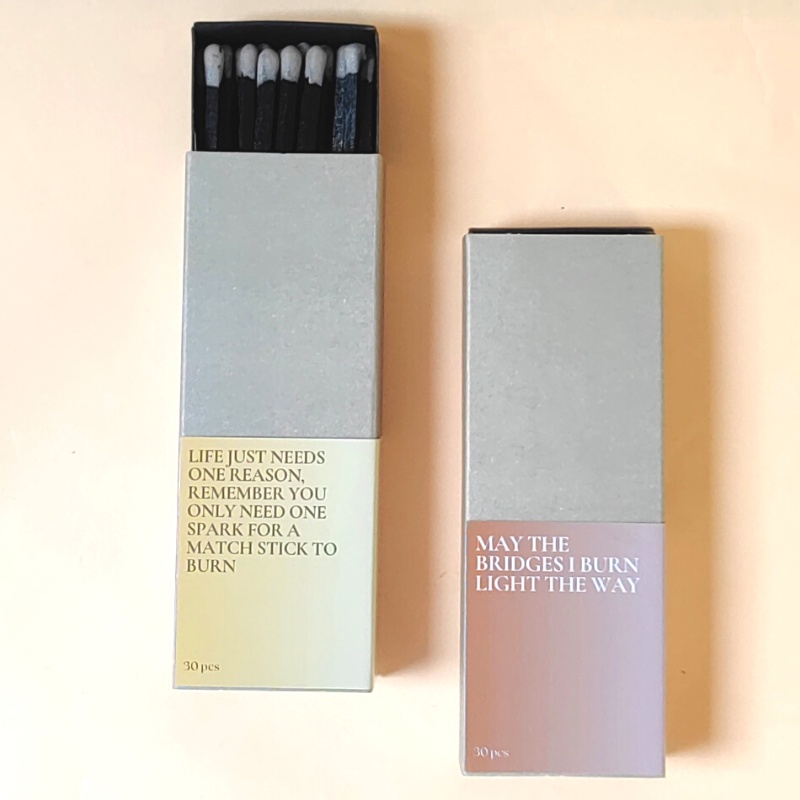 LIFE JUST NEEDS
ONE REASON,
REMEMBER YOU
ONLY NEED ONE
SPARK FOR A
MATCH STICK TO
BURN
30 pcs
MAY THE
BRIDGES I BURN
LIGHT THE WAY
30 pcs